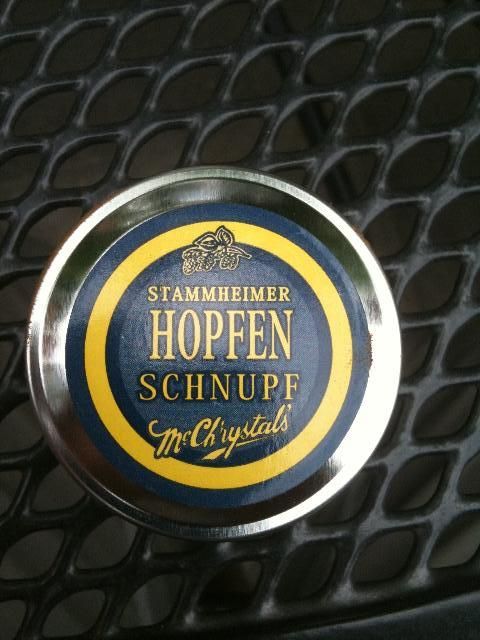 STAMMHEIMER
HOPFEN
SCHNUPF
McChrystal's